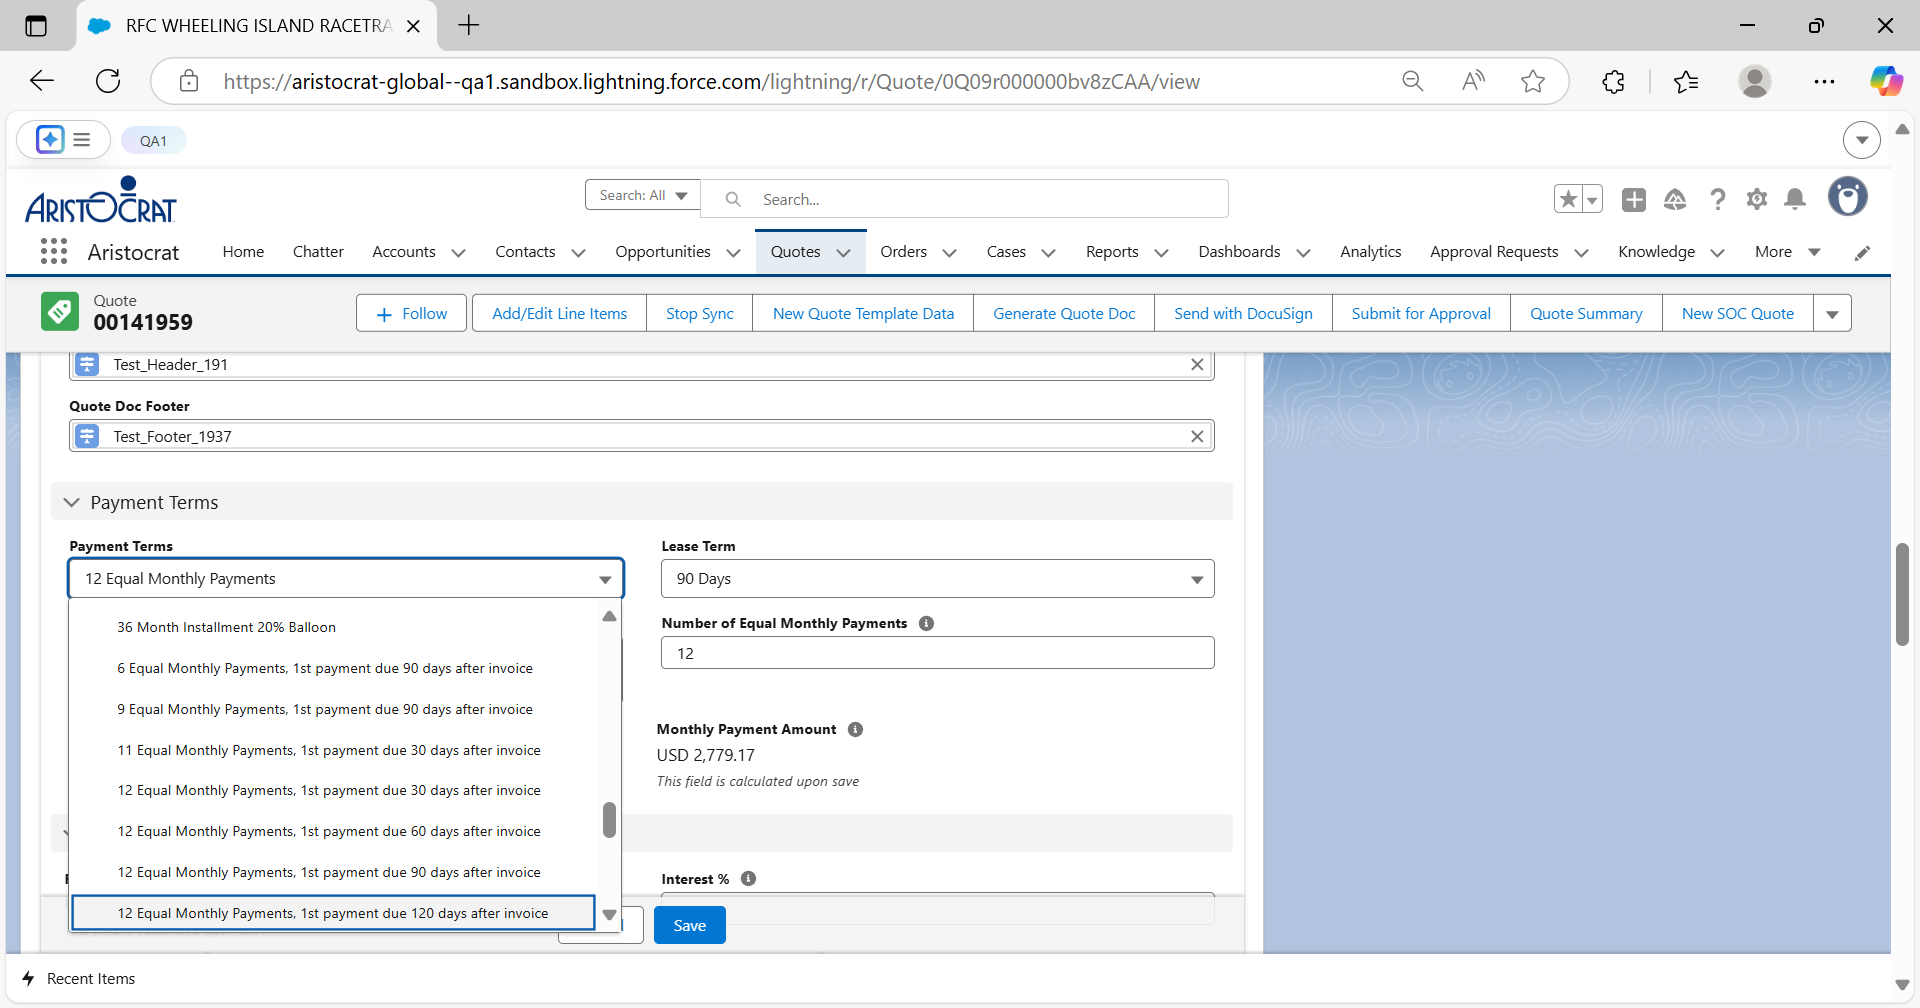 RFC WHEELING ISLAND RACETRA
https://aristocrat-global--qa1.sandbox.lightning.force.com/lightning/r/Quote/0Q09r000000bv8zCAA/view
QA1
ARISTOCRAT
Search: All
Search...
Aristocrat
Home
Chatter
Accounts
Contacts
Opportunities
Quotes
Orders
Cases
Reports
Dashboards
Analytics
Approval Requests
Knowledge
More
Quote
00141959
Follow
Add/Edit Line Items
Stop Sync
New Quote Template Data
Generate Quote Doc
Send with DocuSign
Submit for Approval
Quote Summary
New SOC Quote
Test_Header_191
Quote Doc Footer
Test_Footer_1937
Payment Terms
Payment Terms
12 Equal Monthly Payments
36 Month Installment 20% Balloon
6 Equal Monthly Payments, 1st payment due 90 days after invoice
9 Equal Monthly Payments, 1st payment due 90 days after invoice
11 Equal Monthly Payments, 1st payment due 30 days after invoice
12 Equal Monthly Payments, 1st payment due 30 days after invoice
12 Equal Monthly Payments, 1st payment due 60 days after invoice
12 Equal Monthly Payments, 1st payment due 90 days after invoice
12 Equal Monthly Payments, 1st payment due 120 days after invoice
Lease Term
90 Days
Number of Equal Monthly Payments
12
Monthly Payment Amount
USD 2,779.17
This field is calculated upon save
Interest %
Save
Recent Items